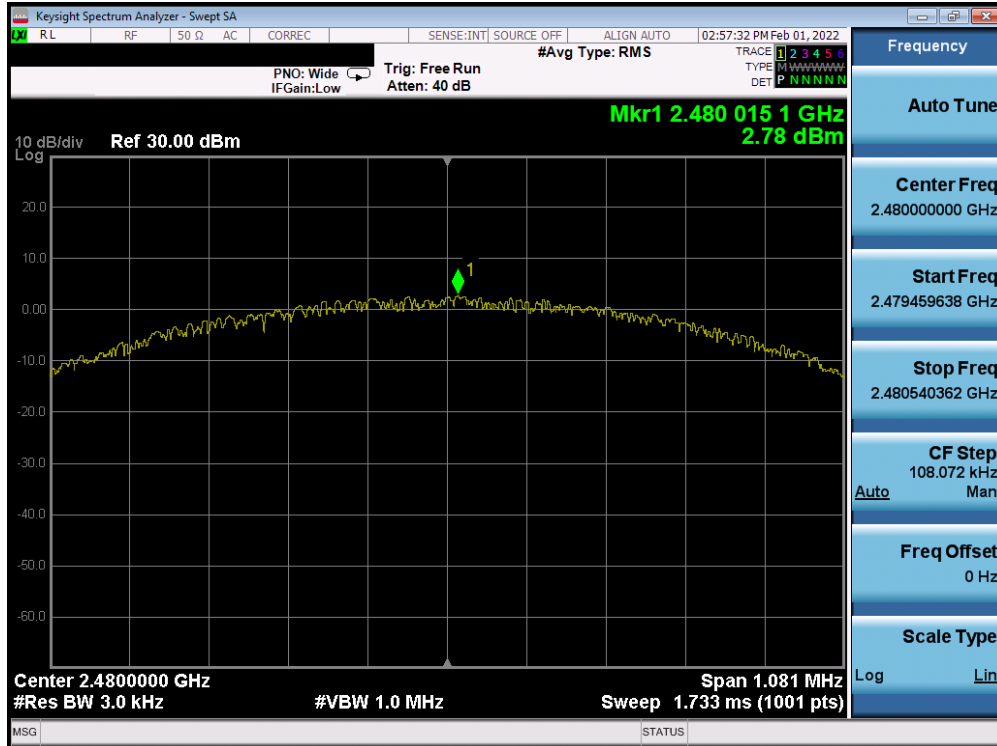 Keysight Spectrum Analyzer - Swept SA
LXI RL RF 50 Ω AC CORREC SENSE:INT SOURCE OFF ALIGN AUTO 02:57:32 PM Feb 01, 2022
#Avg Type: RMS
TRACE 1 2 3 4 5 6
PNO: Wide Trig: Free Run
TYPE M WWWWW
IFGain:Low Atten: 40 dB
DET P N N N N N
Mkr1 2.480 015 1 GHz
2.78 dBm
10 dB/div Ref 30.00 dBm
Log
20.0
10.0
1
0.00
-10.0
-20.0
-30.0
-40.0
-50.0
-60.0
Center 2.4800000 GHz Span 1.081 MHz
#Res BW 3.0 kHz #VBW 1.0 MHz Sweep 1.733 ms (1001 pts)
MSG STATUS
Frequency
Auto Tune
Center Freq
2.480000000 GHz
Start Freq
2.479459638 GHz
Stop Freq
2.480540362 GHz
CF Step
108.072 kHz
Auto Man
Freq Offset
0 Hz
Scale Type
Log Lin